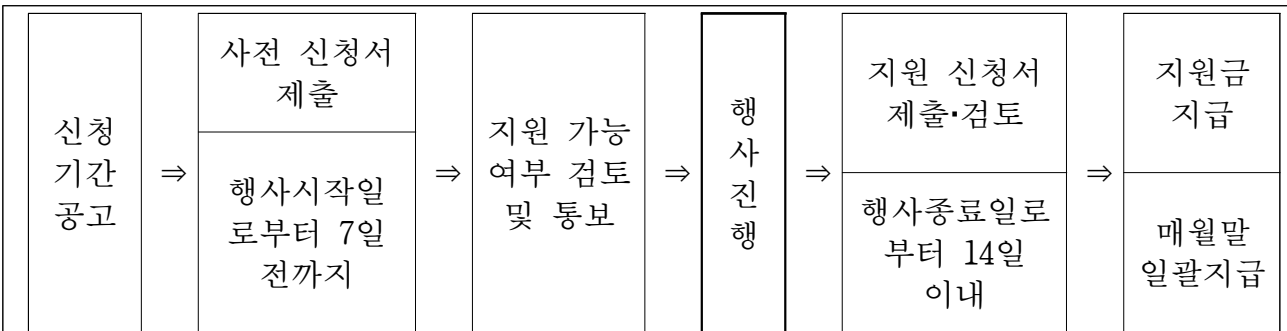 신청
기간
공고
⇒
사전 신청서
제출
행사시작일
로부터 7일
전까지
⇒
지원 가능
여부 검토
및 통보
⇒
행
사
진
행
⇒
지원 신청서
제출·검토
행사종료일로
부터 14일
이내
⇒
지원금
지급
매월말
일괄지급